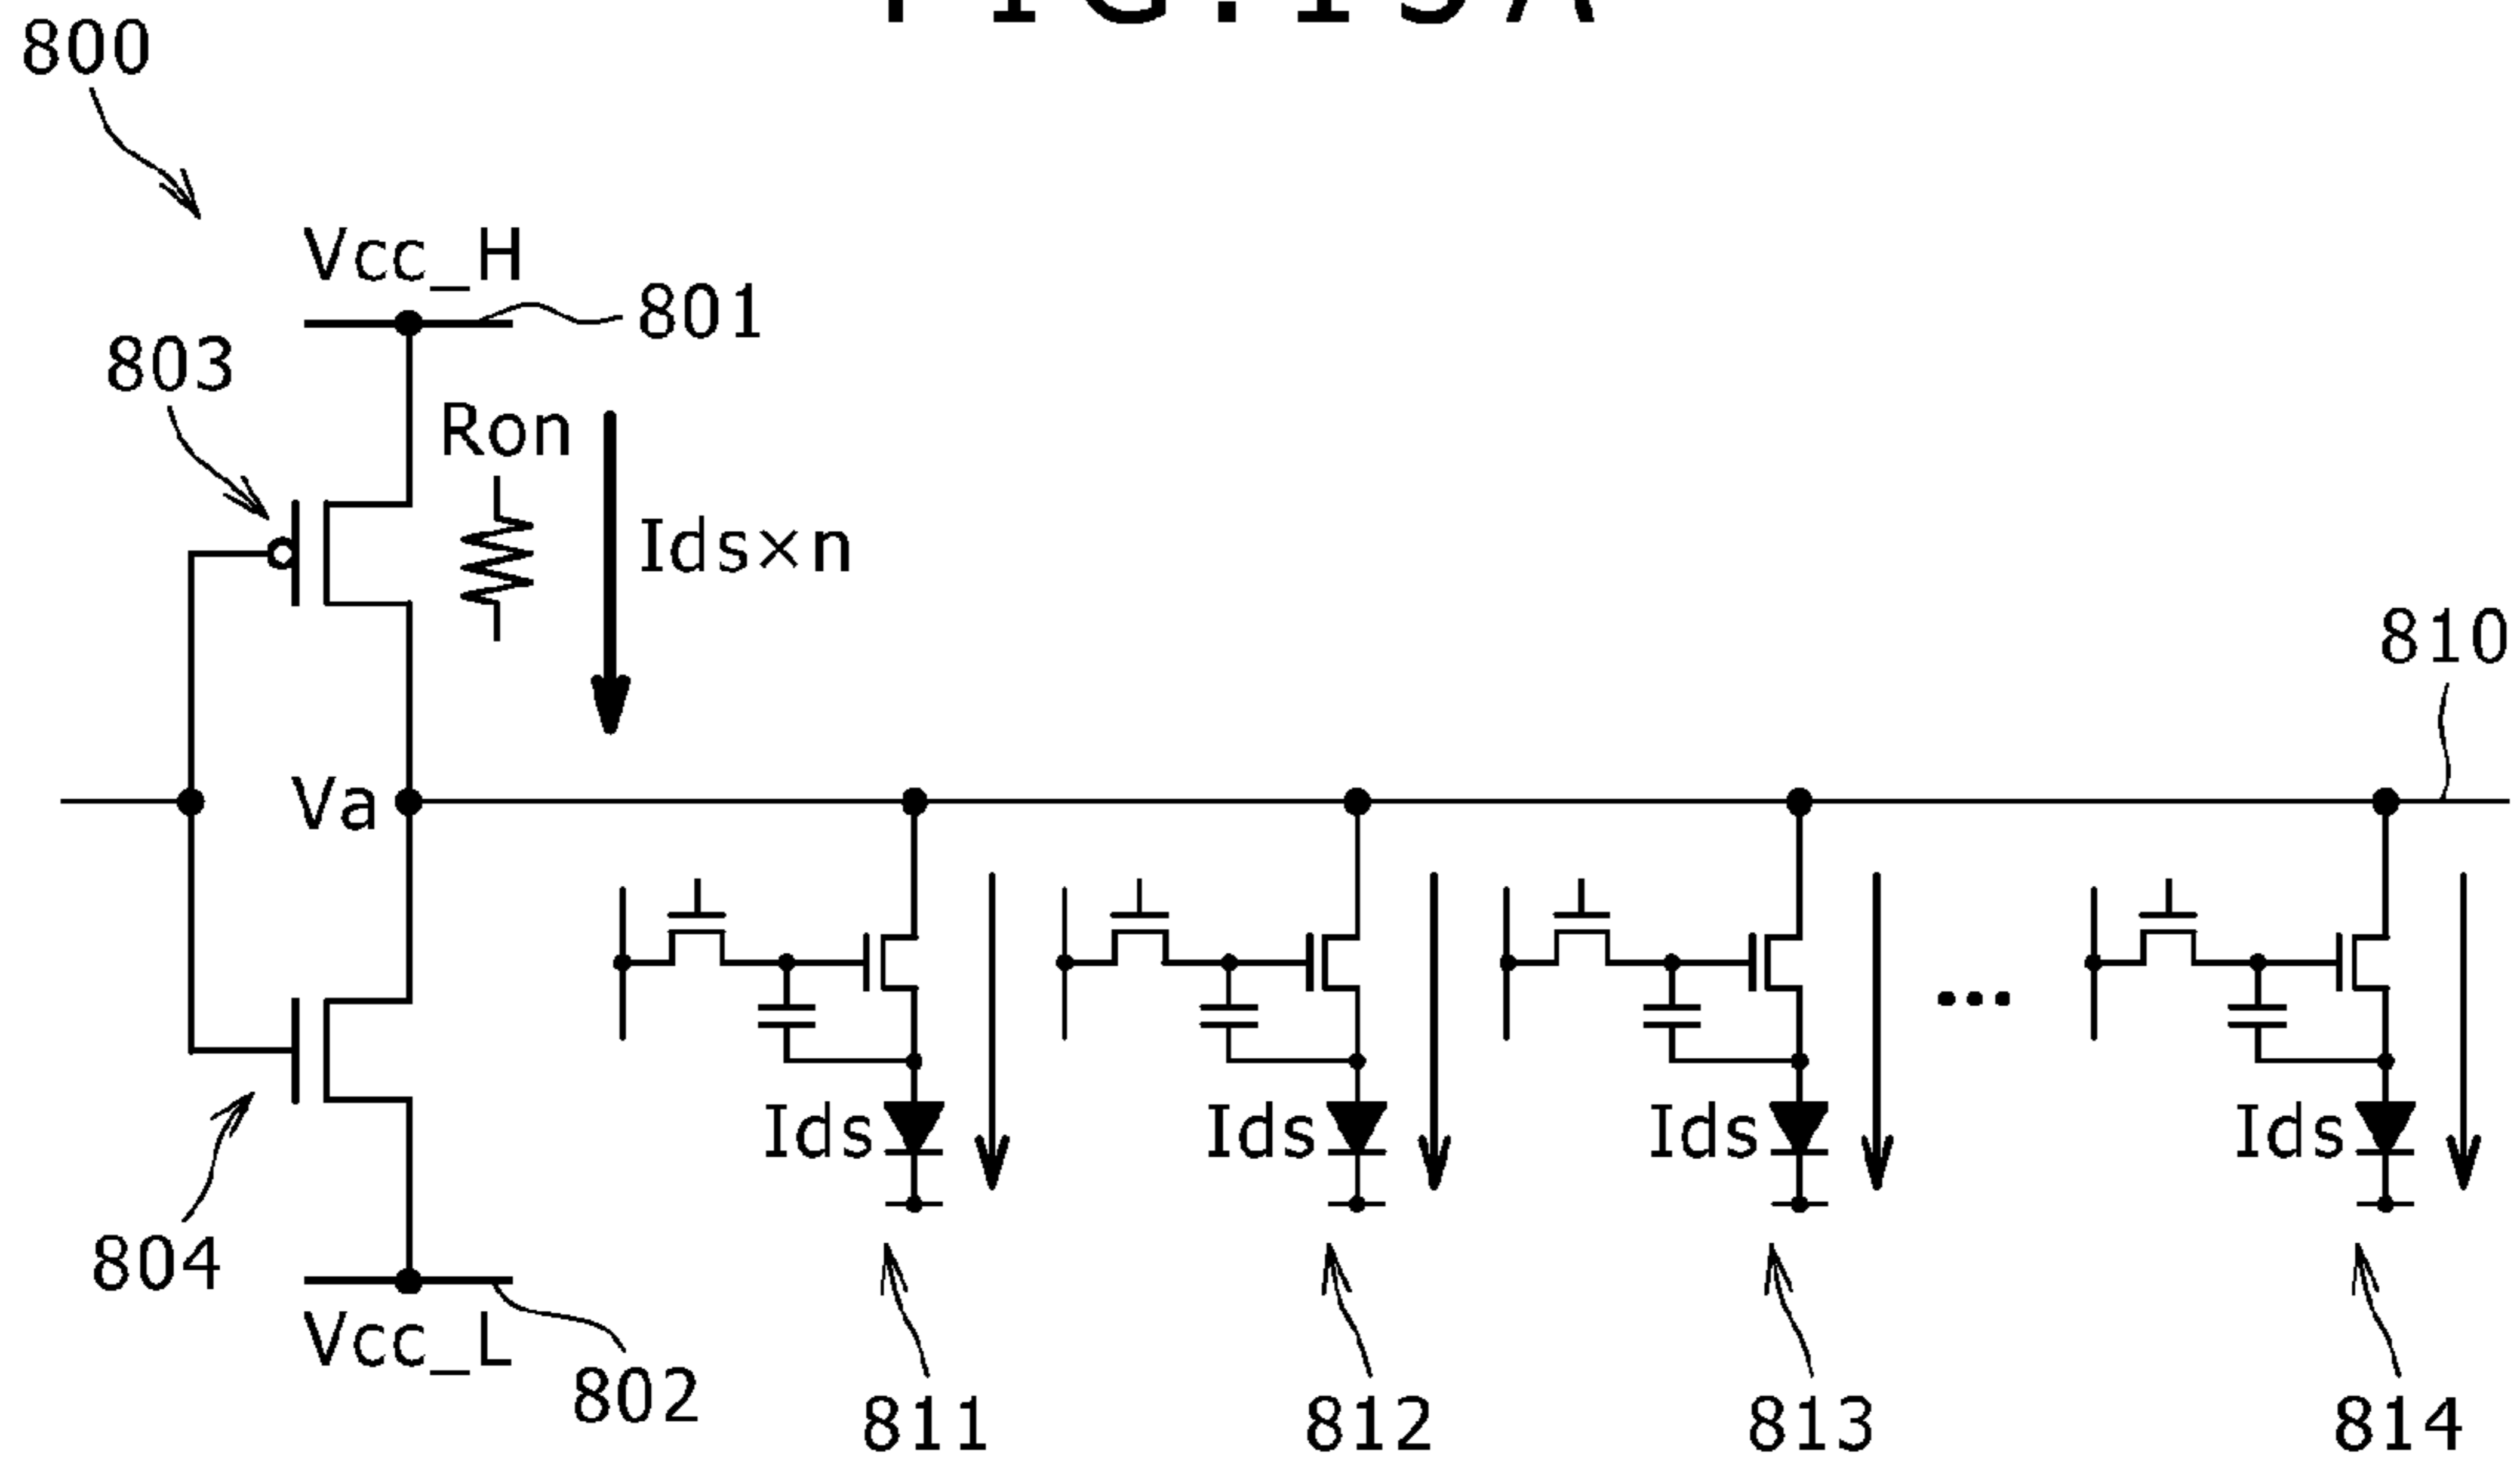 800
Vcc_H
801
803
Ron
Ids×n
810
Va
Ids
Ids
Ids
...
Ids
804
Vcc_L
802
811
812
813
814